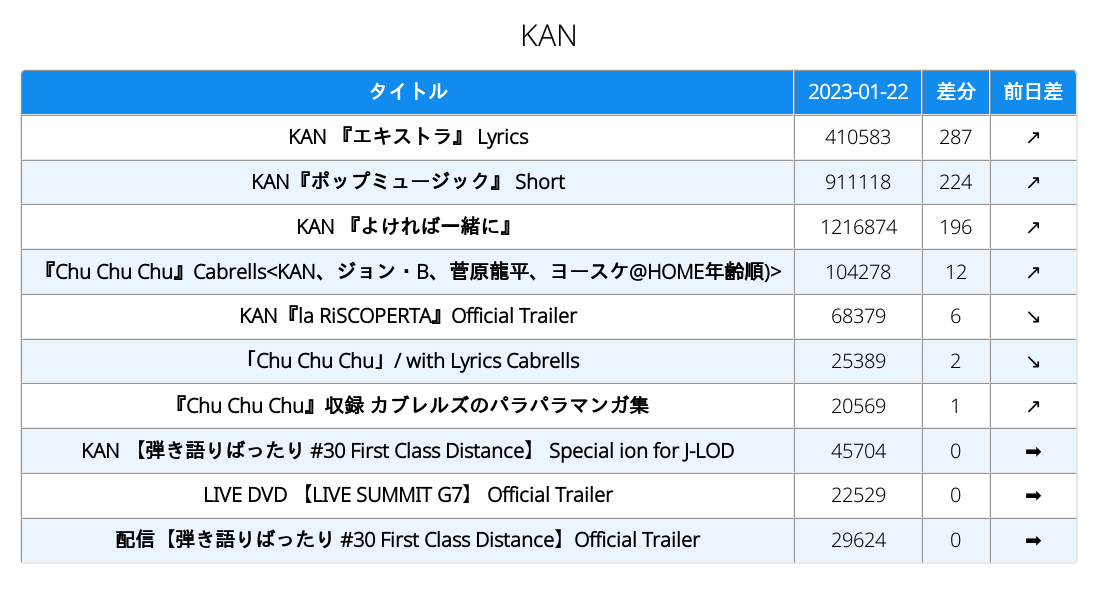 KAN
タイトル 2023-01-22 差分 前日差
KAN 『エキストラ』 Lyrics 410583 287 ↗
KAN『ポップミュージック』 Short 911118 224 ↗
KAN 『よければ一緒に』 1216874 196 ↗
『Chu Chu Chu』Cabrells<KAN、ジョン・B、菅原龍平、ヨースケ@HOME年齢順)> 104278 12 ↗
KAN『la RiSCOPERTA』Official Trailer 68379 6 ↘
「Chu Chu Chu」/ with Lyrics Cabrells 25389 2 ↘
『Chu Chu Chu』収録 カブレルズのパラパラマンガ集 20569 1 ↗
KAN 【弾き語りばったり #30 First Class Distance】 Special ion for J-LOD 45704 0 ➡
LIVE DVD 【LIVE SUMMIT G7】 Official Trailer 22529 0 ➡
配信【弾き語りばったり #30 First Class Distance】Official Trailer 29624 0 ➡